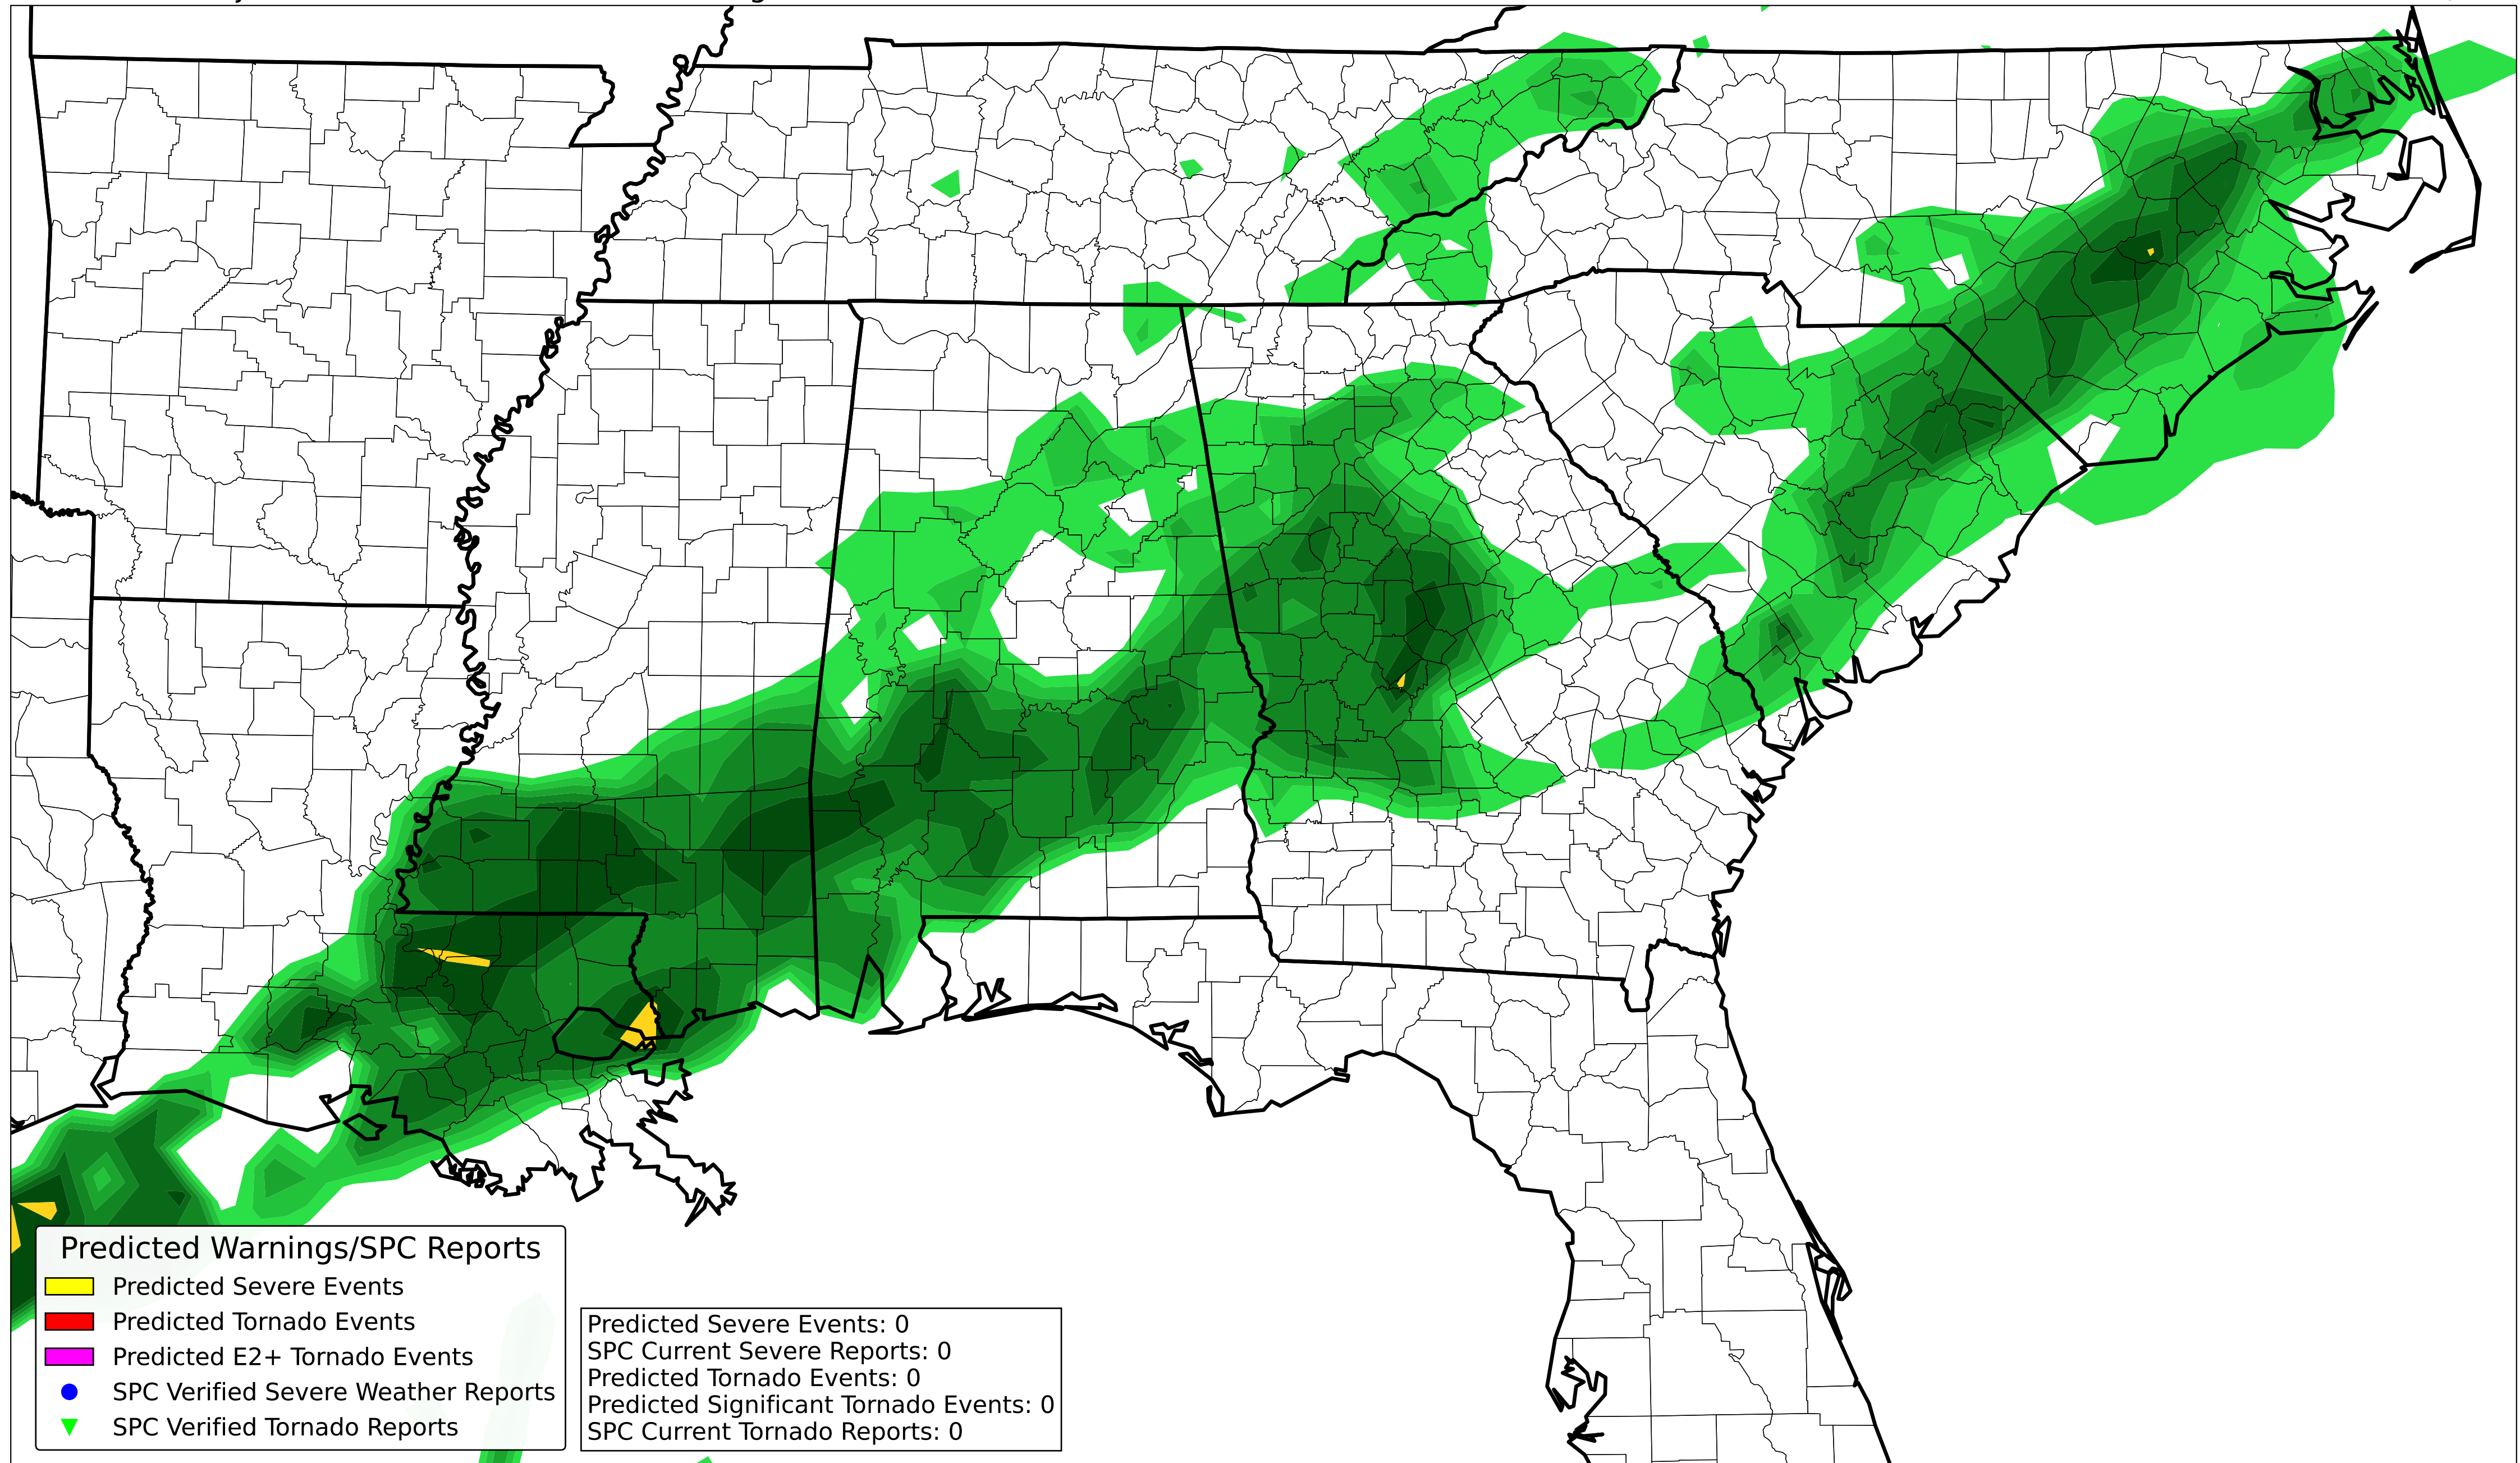 Predicted Warnings/SPC Reports
Predicted Severe Events
Predicted Tornado Events
Predicted E2+ Tornado Events
SPC Verified Severe Weather Reports
SPC Verified Tornado Reports
Predicted Severe Events: 0
SPC Current Severe Reports: 0
Predicted Tornado Events: 0
Predicted Significant Tornado Events: 0
SPC Current Tornado Reports: 0